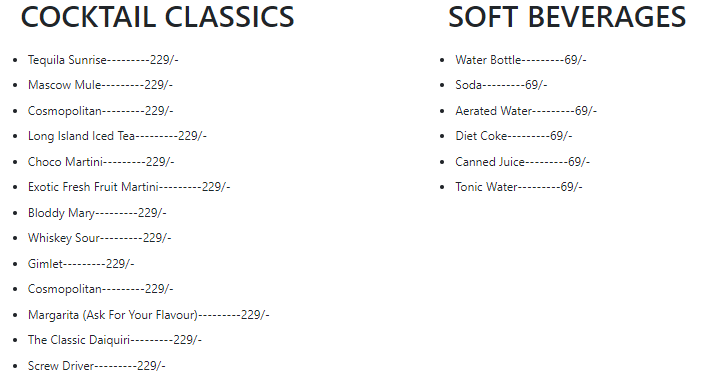 COCKTAIL CLASSICS
Tequila Sunrise---------229/-
Mascow Mule---------229/-
Cosmopolitan---------229/-
Long Island Iced Tea---------229/-
Choco Martini---------229/-
Exotic Fresh Fruit Martini---------229/-
Bloddy Mary---------229/-
Whiskey Sour---------229/-
Gimlet---------229/-
Cosmopolitan---------229/-
Margarita (Ask For Your Flavour)---------229/-
The Classic Daiquiri---------229/-
Screw Driver---------229/-
SOFT BEVERAGES
Water Bottle---------69/-
Soda---------69/-
Aerated Water---------69/-
Diet Coke---------69/-
Canned Juice---------69/-
Tonic Water---------69/-